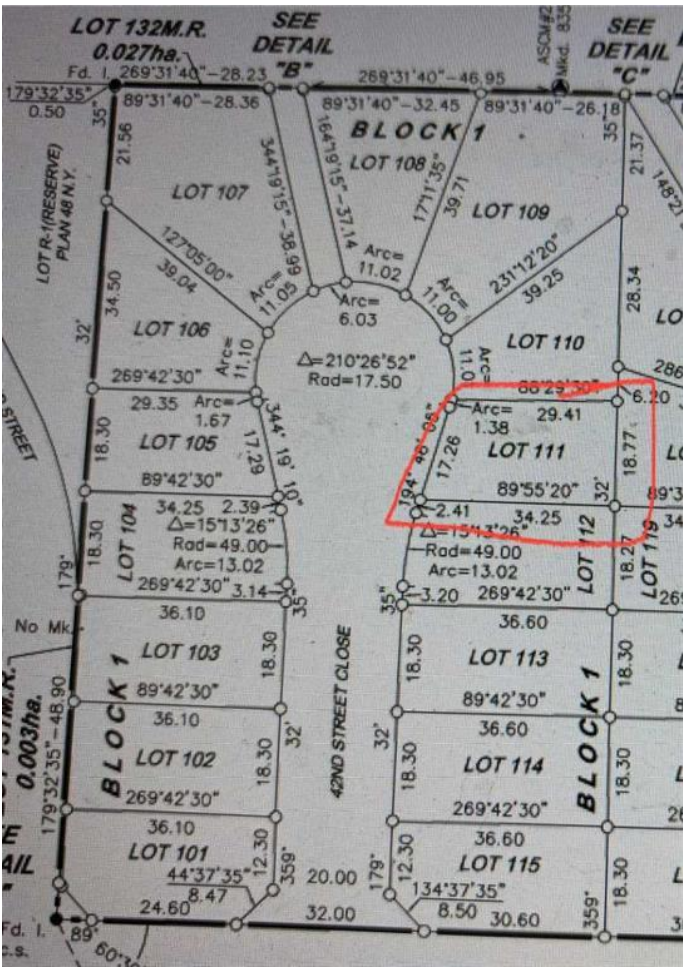 LOT 132M.R.
0.027ha.
SEE
DETAIL
"B"
SEE
DETAIL
"C"
ASCM#2
Mkd. 835
Fd. I.
269°31'40"-28.23
269°31'40"-46.95
179°32'35"
0.50
89°31'40"-28.36
89°31'40"-32.45
89°31'40"-26.18
35"
35"
BLOCK 1
21.56
21.37
LOT 107
344°19'15"-38.99
164°19'15"-37.14
LOT 108
17°11'35"
39.71
LOT 109
LOT R-1(RESERVE)
PLAN 48 N.Y.
127°05'00"
39.04
231°12'20"
39.25
Arc=
11.05
Arc=
6.03
Arc=
11.02
Arc=
11.00
34.50
28.34
32'
LOT 106
Arc=
11.10
Δ=210°26'52"
Rad=17.50
LOT 110
LO
286
269°42'30"
29.35
Arc=
1.67
88°29'30"
29.41
6.20
Arc=
1.38
STREET
18.30
LOT 105
17.29
344° 19' 10"
17.26
LOT 111
18.77
89°42'30"
34.25
89°55'20"
34.25
32'
2.39
2.41
LOT 104
18.30
Δ=15°13'26"
Rad=49.00
Arc=13.02
Δ=15°13'26"
Rad=49.00
Arc=13.02
LOT 112
18.27
LOT 119
179°
269°42'30"
3.14
35"
35"
3.20
269°42'30"
36.10
36.60
No Mk.
LOT 103
18.30
18.30
LOT 113
18.30
89°42'30"
36.10
89°42'30"
36.60
0.003ha.
179°32'35"-48.90
BLOCK 1
LOT 102
18.30
32'
42ND STREET CLOSE
32'
18.30
LOT 114
BLOCK 1
18.30
269°42'30"
36.10
269°42'30"
36.60
LOT 101
12.30
359°
20.00
179°
12.30
LOT 115
18.30
359°
44°37'35"
8.47
134°37'35"
8.50
24.60
32.00
30.60
Fd. I.
c.s.
89°